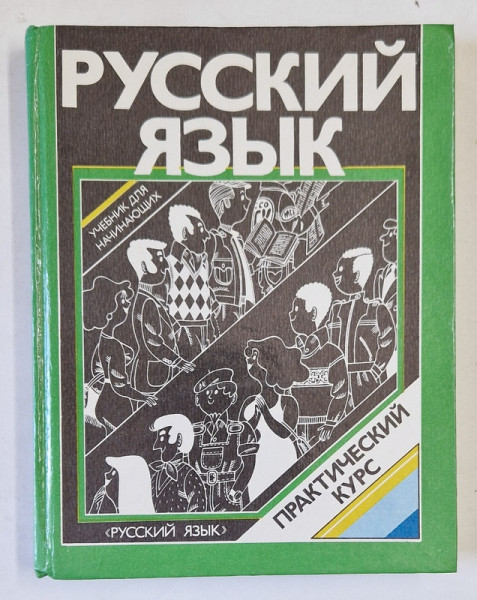 РУССКИЙ
ЯЗЫК
УЧЕБНИК ДЛЯ
НАЧИНАЮЩИХ
ПРАКТИЧЕСКИЙ
КУРС
«РУССКИЙ ЯЗЫК»